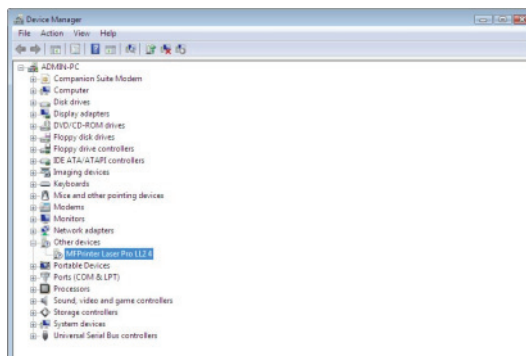 Device Manager
File Action View Help
ADMIN-PC
Companion Suite Modem
Computer
Disk drives
Display adapters
DVD/CD-ROM drives
Floppy disk drives
Floppy drive controllers
IDE ATA/ATAPI controllers
Imaging devices
Keyboards
Mice and other pointing devices
Modems
Monitors
Network adapters
Other devices
MFPrinter Laser Pro LL2 4
Portable Devices
Ports (COM & LPT)
Processors
Sound, video and game controllers
Storage controllers
System devices
Universal Serial Bus controllers